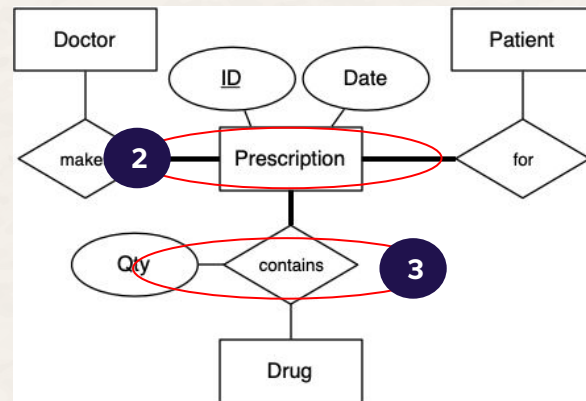 Doctor
Patient
ID
Date
make
2
Prescription
for
Qty
contains
3
Drug